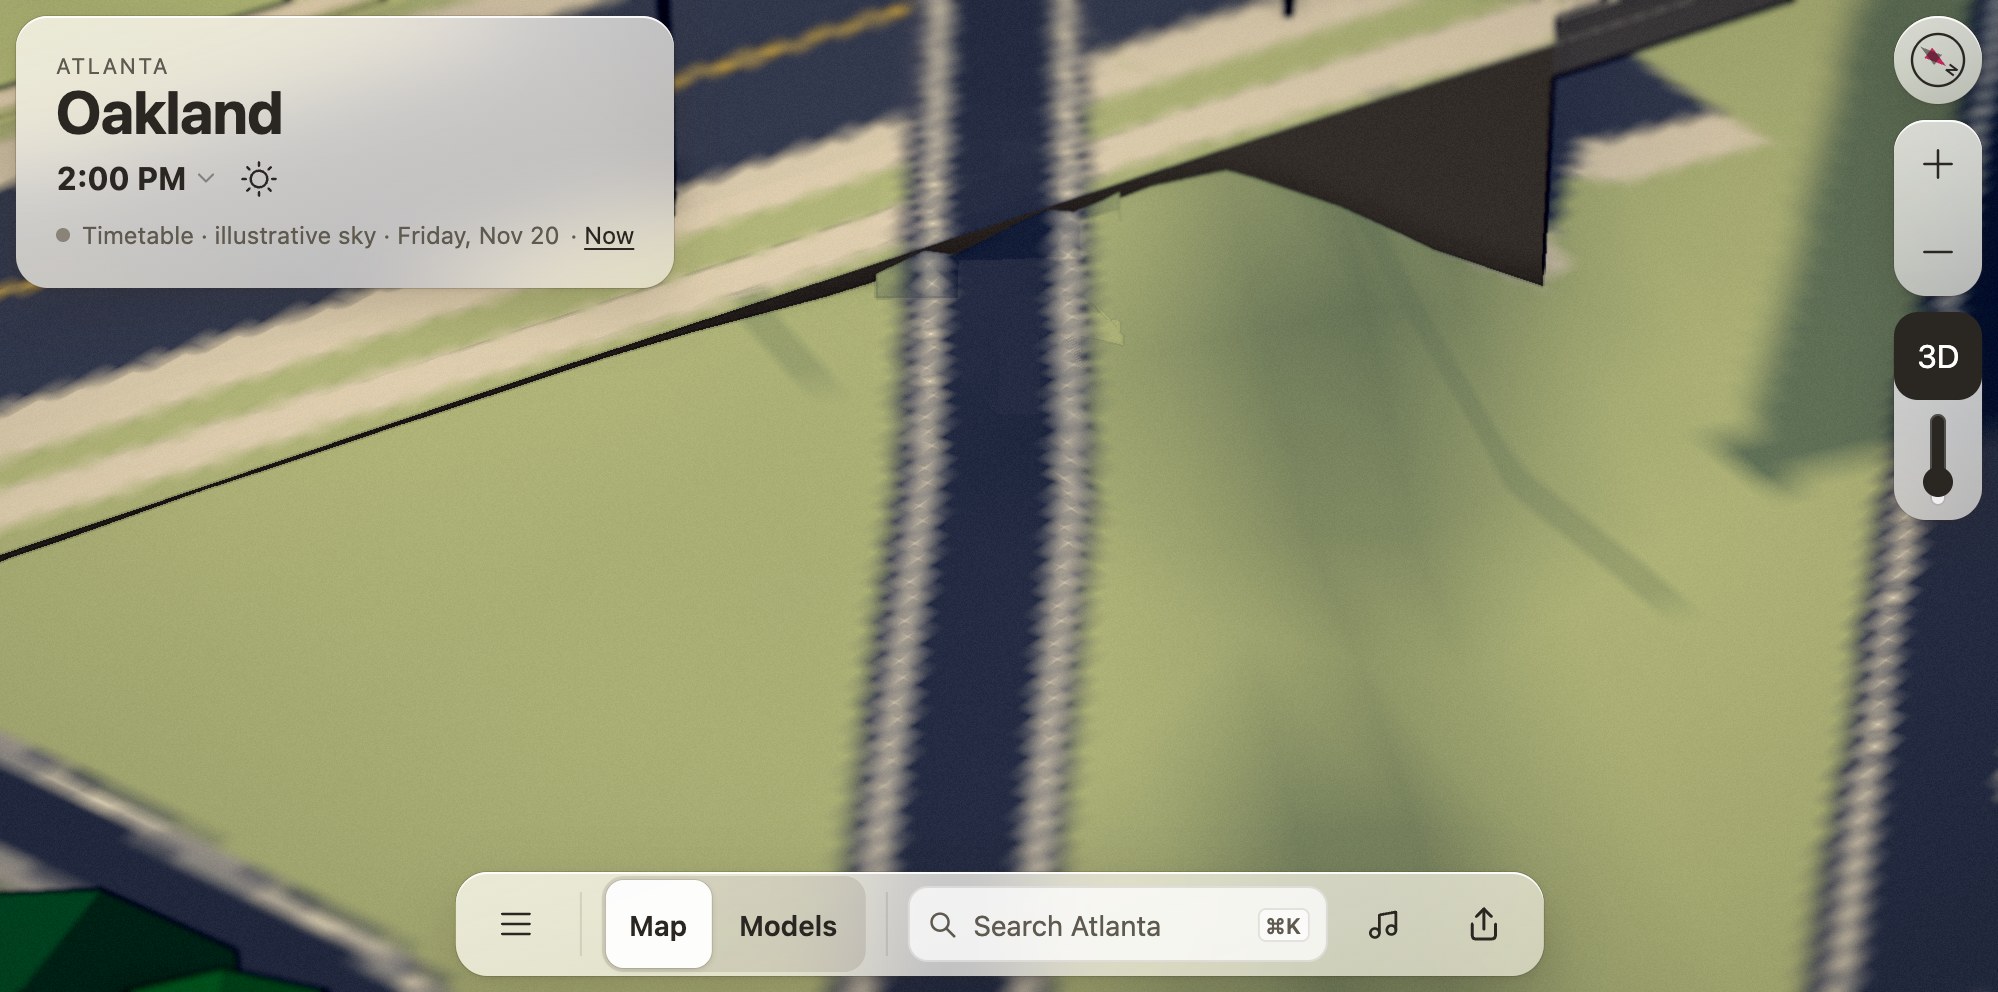 ATLANTA
Oakland
2:00 PM
Timetable · illustrative sky · Friday, Nov 20 · Now
N
3D
Map
Models
Search Atlanta
⌘K